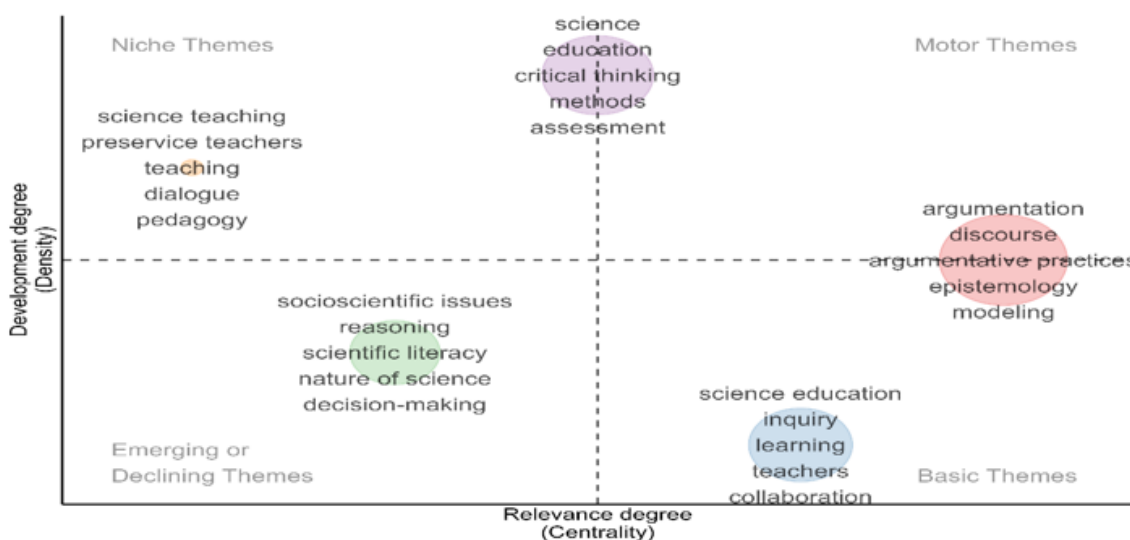 Niche Themes
Motor Themes
science
education
critical thinking
methods
assessment
science teaching
preservice teachers
teaching
dialogue
pedagogy
argumentation
discourse
argumentative practices
epistemology
modeling
socioscientific issues
reasoning
scientific literacy
nature of science
decision-making
science education
inquiry
learning
teachers
collaboration
Emerging or
Declining Themes
Basic Themes
Development degree
(Density)
Relevance degree
(Centrality)